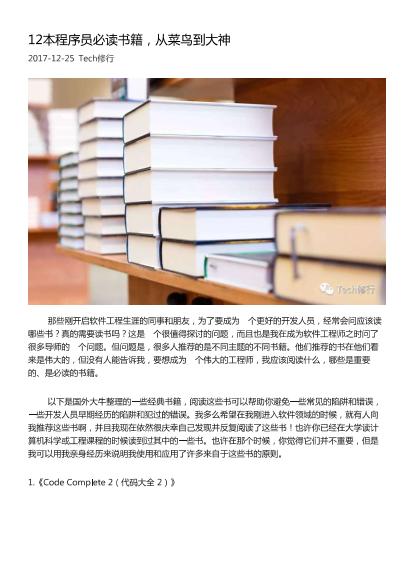 12本程序员必读书籍，从菜鸟到大神
2017-12-25 Tech修行
Tech修行
那些刚开启软件工程生涯的同事和朋友，为了要成为 个更好的开发人员，经常会问应该读
哪些书？真的需要读书吗？这是 个很值得探讨的问题，而且也是我在成为软件工程师之时问了
很多导师的 个问题。但问题是，很多人推荐的是不同主题的不同书籍。他们推荐的书在他们看
来是伟大的，但没有人能告诉我，要想成为 个伟大的工程师，我应该阅读什么，哪些是重要
的、是必读的书籍。
以下是国外大牛整理的一些经典书籍，阅读这些书可以帮助你避免一些常见的陷阱和错误，
一些开发人员早期经历的陷阱和犯过的错误。我多么希望在我刚进入软件领域的时候，就有人向
我推荐这些书啊，并且我现在依然很庆幸自己发现并反复阅读了这些书！也许你已经在大学读计
算机科学或工程课程的时候读到过其中的一些书。也许在那个时候，你觉得它们并不重要，但是
我可以用我亲身经历来说明我使用和应用了许多来自于这些书的原则。
1.《Code Complete 2（代码大全 2）》